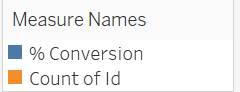 Measure Names
% Conversion
Count of Id